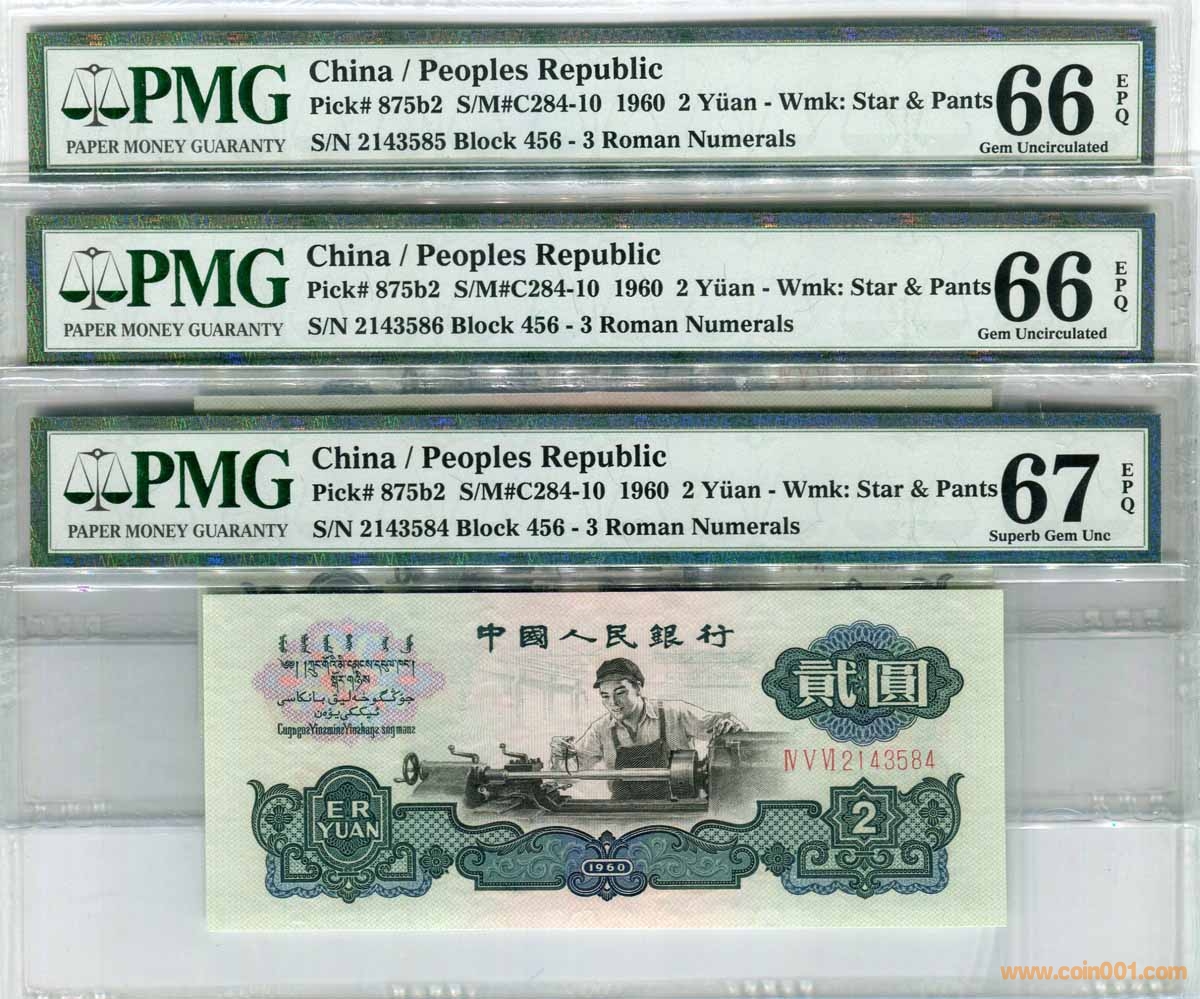 PMG
PAPER MONEY GUARANTY
China / Peoples Republic
Pick# 875b2 S/M#C284-10 1960 2 Yüan - Wmk: Star & Pants
S/N 2143585 Block 456 - 3 Roman Numerals
66
EPQ
Gem Uncirculated
PMG
PAPER MONEY GUARANTY
China / Peoples Republic
Pick# 875b2 S/M#C284-10 1960 2 Yüan - Wmk: Star & Pants
S/N 2143586 Block 456 - 3 Roman Numerals
66
EPQ
Gem Uncirculated
PMG
PAPER MONEY GUARANTY
China / Peoples Republic
Pick# 875b2 S/M#C284-10 1960 2 Yüan - Wmk: Star & Pants
S/N 2143584 Block 456 - 3 Roman Numerals
67
EPQ
Superb Gem Unc
中國人民銀行
貳圓
Ⅳ Ⅴ Ⅵ 2143584
ER
YUAN
2
1960
www.coin001.com